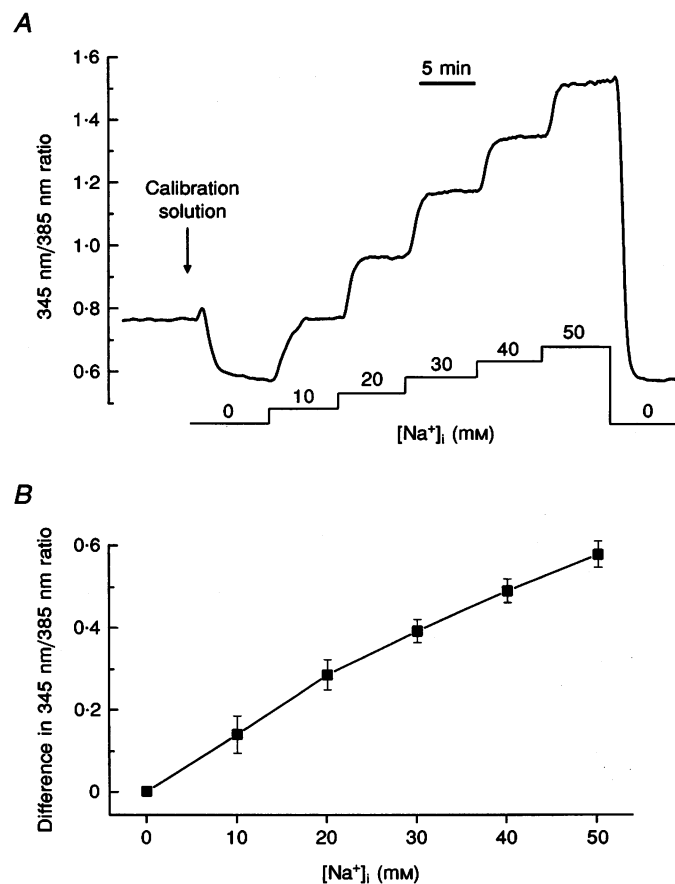 A
345 nm/385 nm ratio
1·6
1·4
1·2
1·0
0·8
0·6
5 min
Calibration
solution
0
10
20
30
40
50
0
[Na⁺]ᵢ (mM)
B
Difference in 345 nm/385 nm ratio
0·6
0·4
0·2
0
0
10
20
30
40
50
[Na⁺]ᵢ (mM)